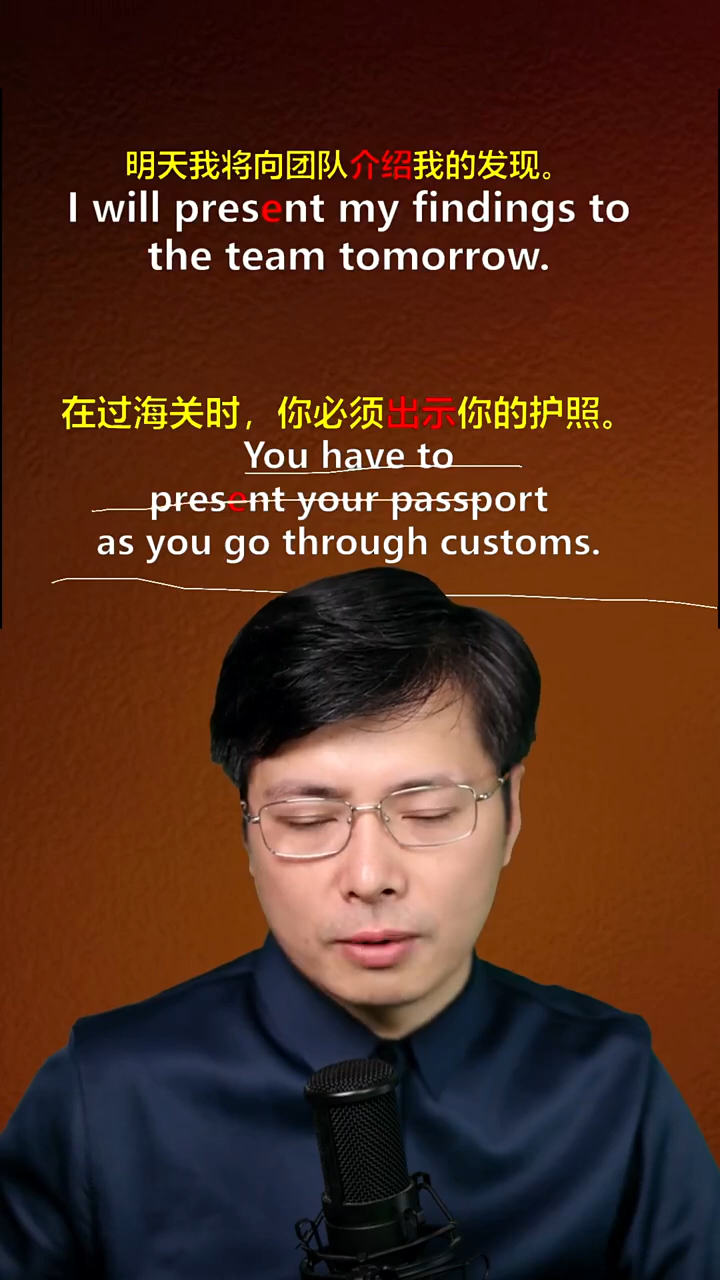 明天我将向团队介绍我的发现。
I will present my findings to
the team tomorrow.
在过海关时，你必须出示你的护照。
You have to
present your passport
as you go through customs.